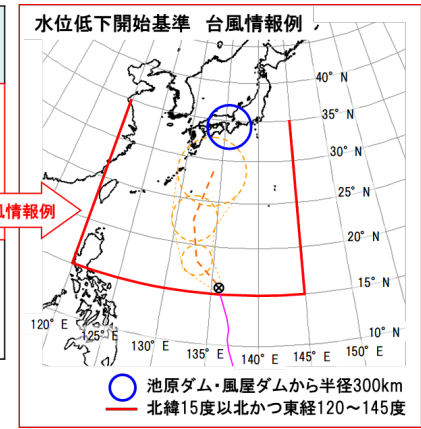 水位低下開始基準 台風情報例
40° N
35° N
30° N
25° N
20° N
15° N
10° N
120° E
125° E
130° E
135° E
140° E
145° E
風情報例
池原ダム・風屋ダムから半径300km
北緯15度以北かつ東経120～145度